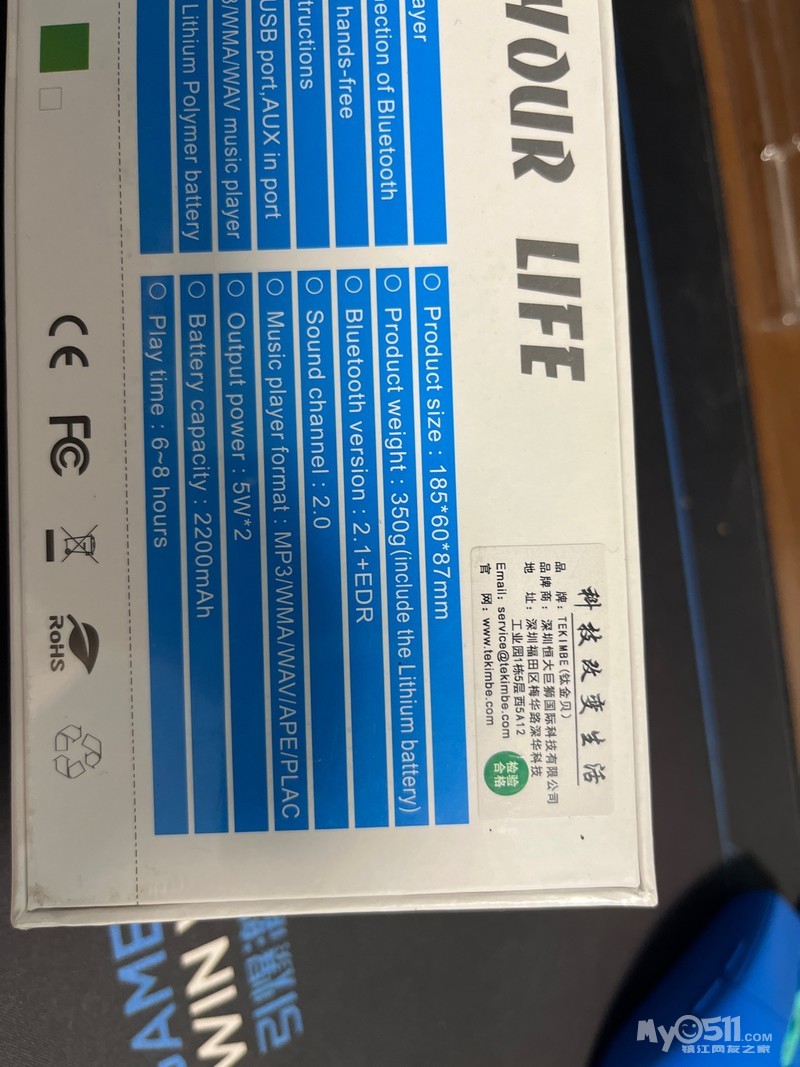 YOUR LIFE
ayer
nection of Bluetooth
hands-free
tructions
USB port,AUX in port
3/WMA/WAV music player
Lithium Polymer battery
Product size : 185*60*87mm
Product weight : 350g(include the Lithium battery)
Bluetooth version : 2.1+EDR
Sound channel : 2.0
Music player format : MP3/WMA/WAV/APE/PLAC
Output power : 5W*2
Battery capacity : 2200mAh
Play time : 6~8 hours
科技改变生活
品 牌: TEKIMBE(钛金贝)
品牌商: 深圳恒大巨狮国际科技有限公司
地 址: 深圳福田区梅华路深华科技
工业园1栋5层西5A12
Email: service@tekimbe.com
官 网: www.tekimbe.com
检验
合格
CE
FC
RoHS
GAME
WIN
MyO511.COM
镇江网友之家